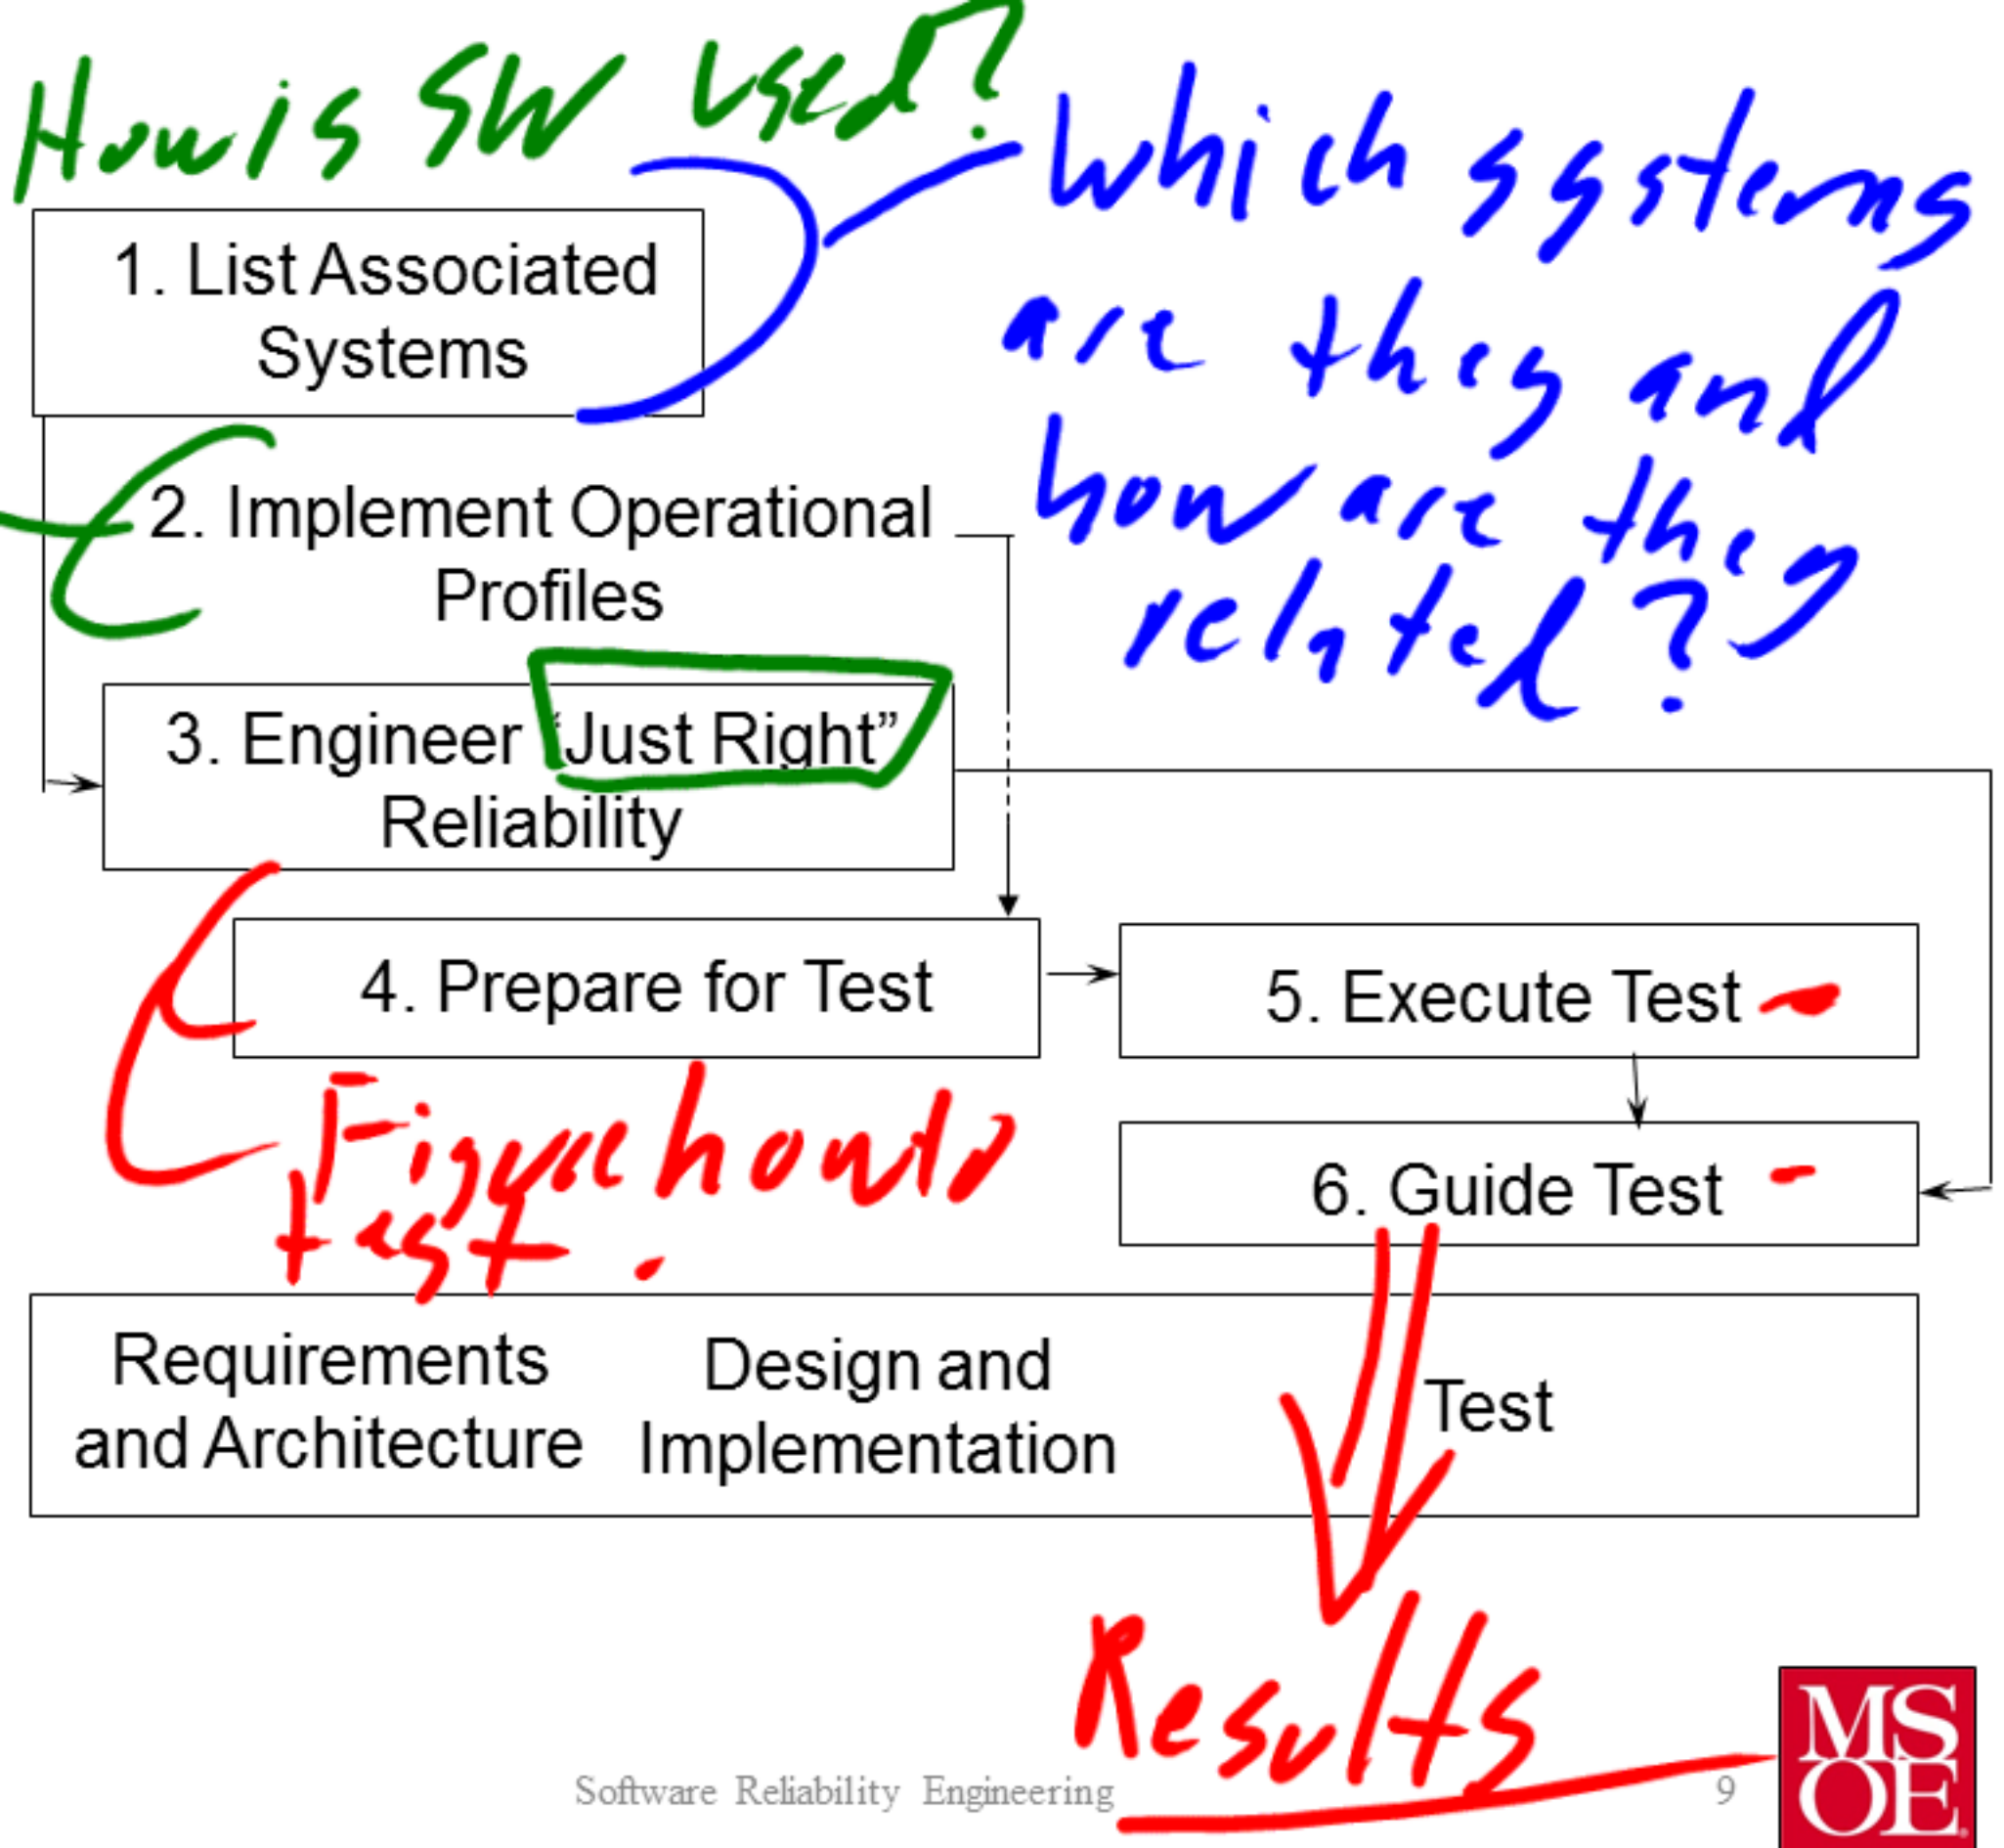 How is SW used?
which systems
are they and
how are they
related?
1. List Associated
Systems
2. Implement Operational
Profiles
3. Engineer “Just Right”
Reliability
4. Prepare for Test
5. Execute Test
Figure how to
test.
6. Guide Test
Requirements
and Architecture
Design and
Implementation
Test
Results
Software Reliability Engineering
9
MS
OE